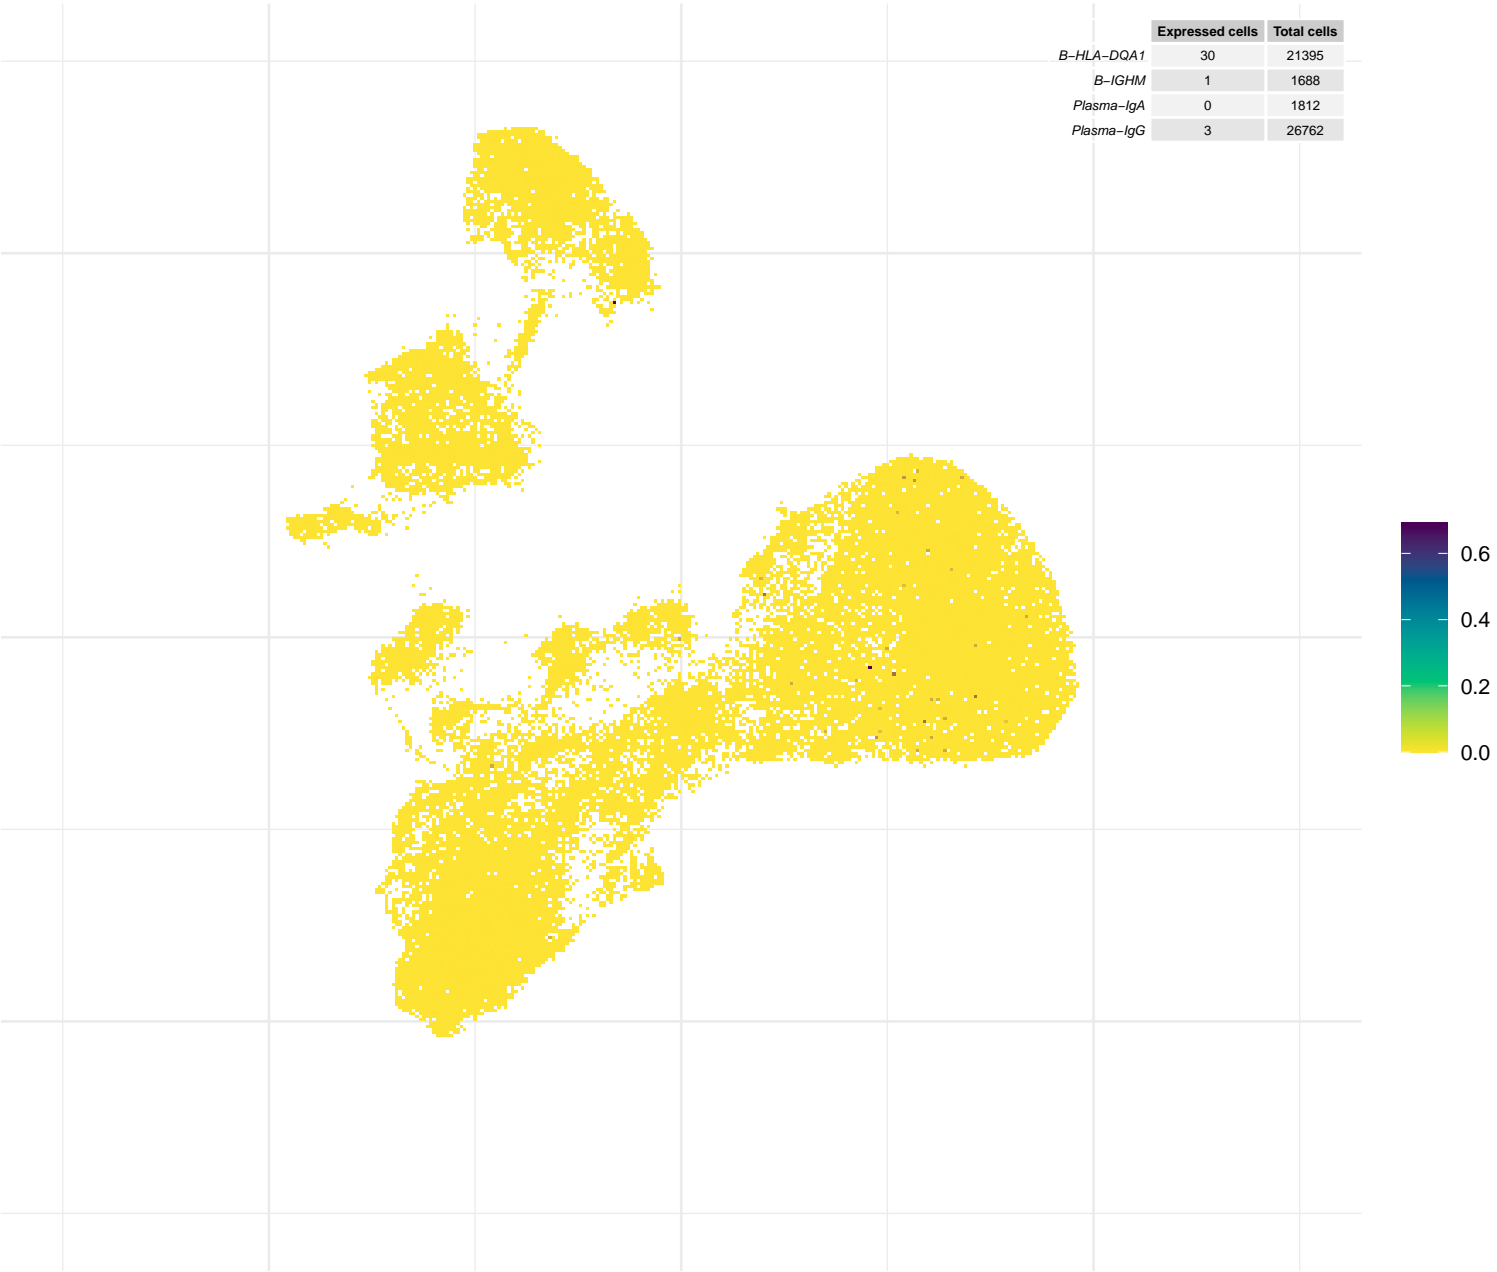 Expressed cells Total cells
B−HLA−DQA1 30 21395
B−IGHM 1 1688
Plasma−IgA 0 1812
Plasma−IgG 3 26762
0.6
0.4
0.2
0.0